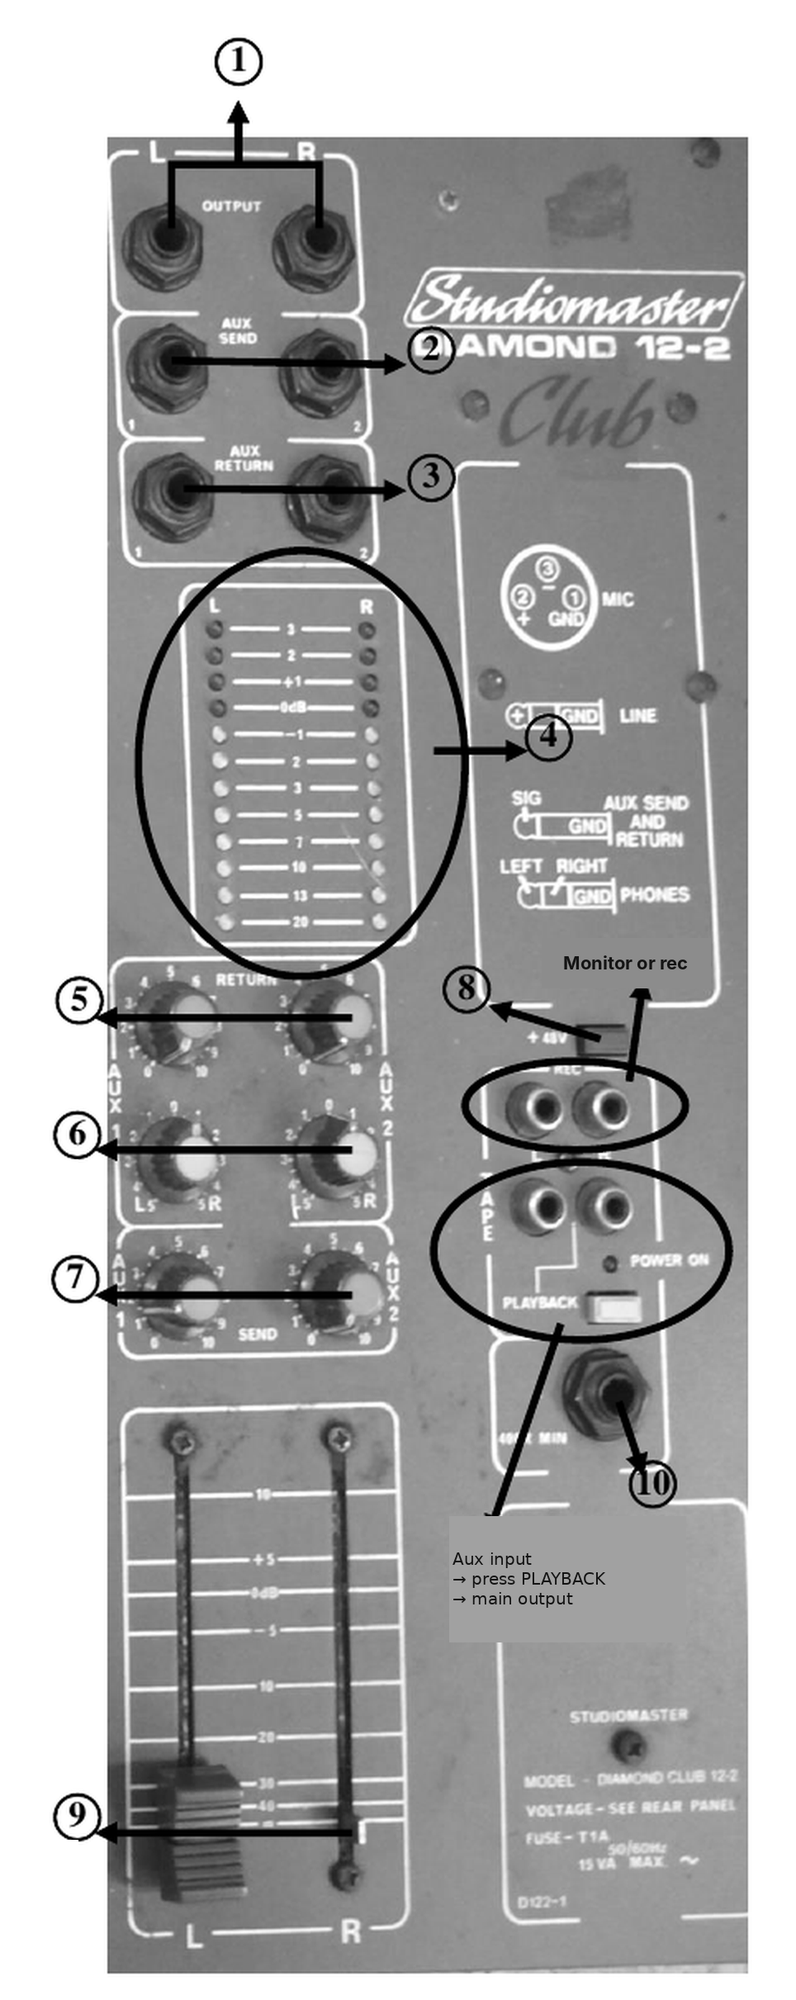 1
L R
OUTPUT
AUX
SEND
1 2
AUX
RETURN
1 2
Studiomaster
DIAMOND 12-2
Club
2
3
L R
3
2
+1
0dB
-1
2
3
5
7
10
13
20
4
3
2 1
- 
+ GND
MIC
+ - GND LINE
SIG
GND
AUX SEND
AND
RETURN
LEFT RIGHT
GND PHONES
Monitor or rec
5
RETURN
AUX 1
AUX 2
6
L R
L R
7
AUX 1
AUX 2
SEND
8
+48V
REC
TAPE
POWER ON
PLAYBACK
MIN
10
Aux input
→ press PLAYBACK
→ main output
10
+5
0dB
-5
10
20
30
40
∞
9
L R
STUDIOMASTER
MODEL - DIAMOND CLUB 12-2
VOLTAGE - SEE REAR PANEL
FUSE - T1A
50/60Hz
15 VA MAX. ~
D122-1